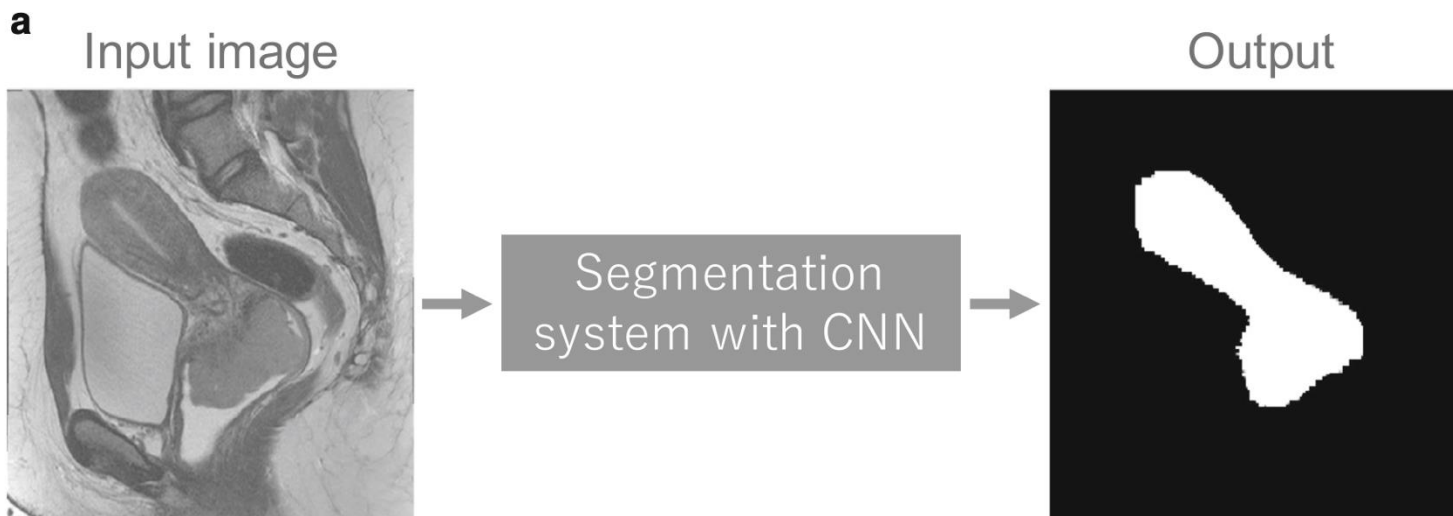 a
Input image
Output
Segmentation
system with CNN